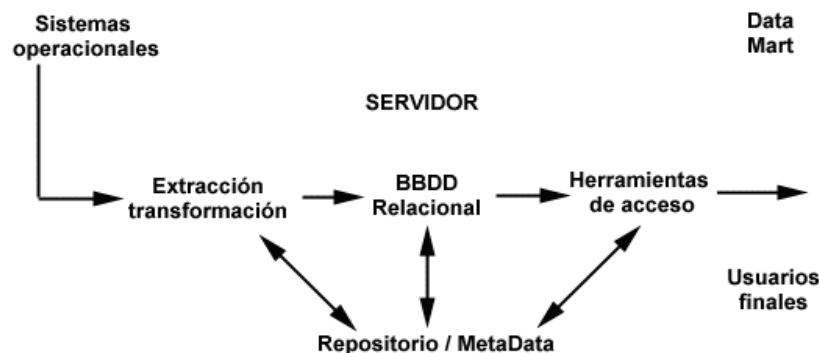 Sistemas
operacionales
Data
Mart
SERVIDOR
Extracción
transformación
BBDD
Relacional
Herramientas
de acceso
Usuarios
finales
Repositorio / MetaData